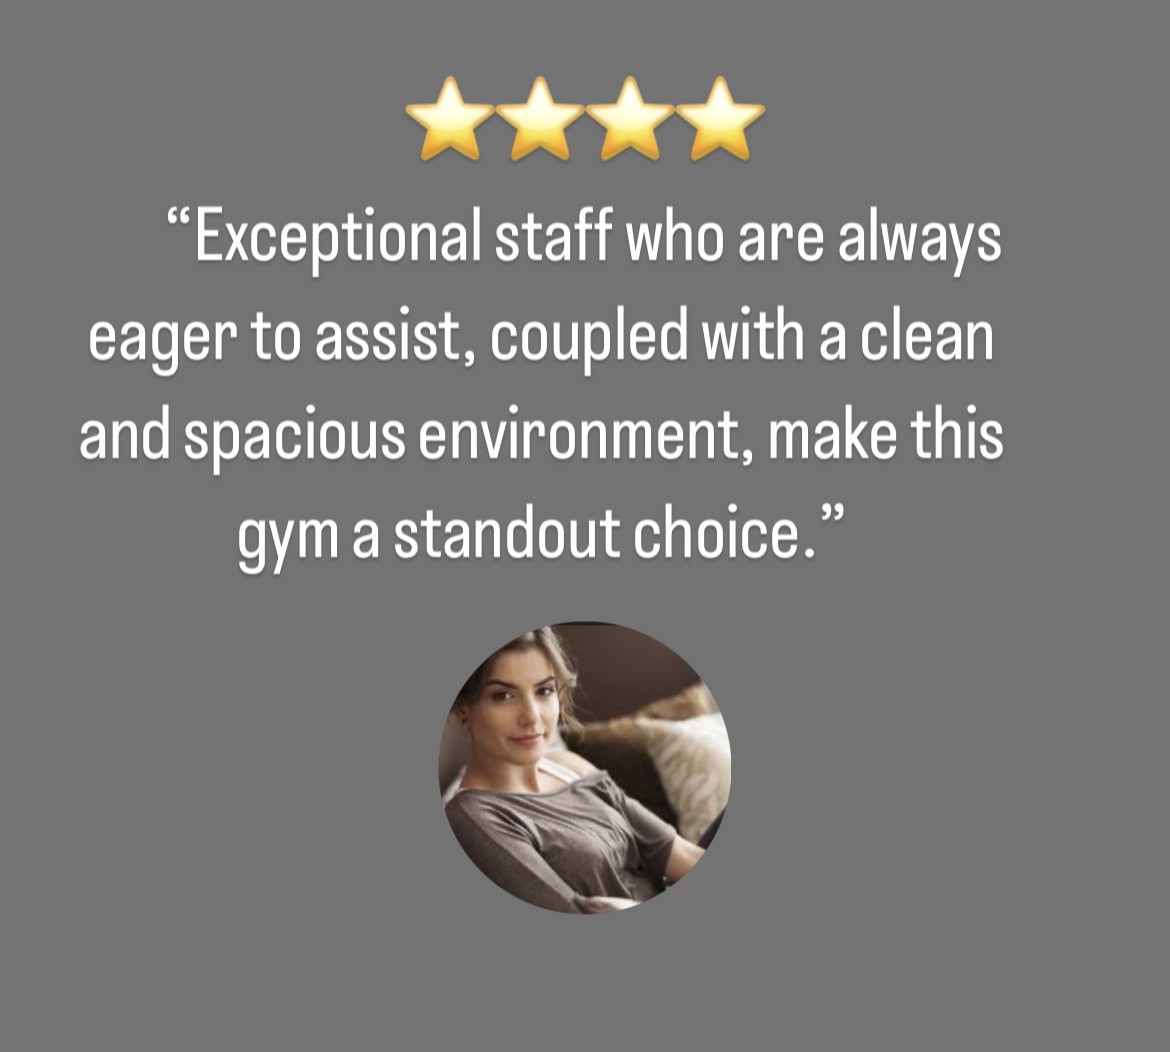 “Exceptional staff who are always
eager to assist, coupled with a clean
and spacious environment, make this
gym a standout choice.”